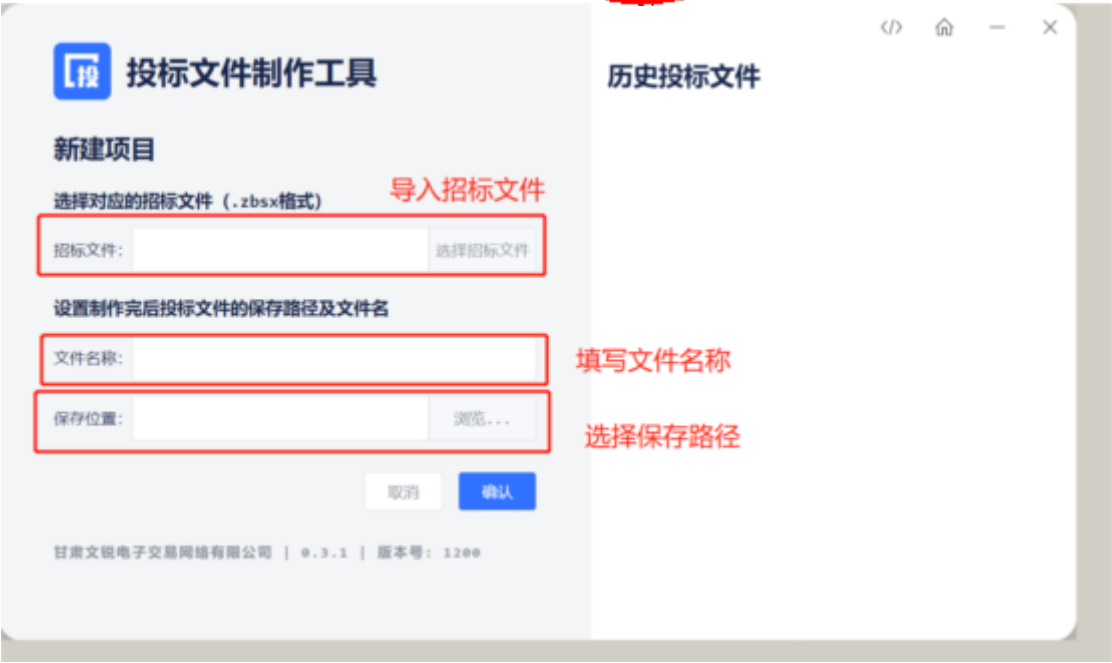 投 投标文件制作工具
历史投标文件
新建项目
选择对应的招标文件（.zbsx格式）
导入招标文件
招标文件： 选择招标文件
设置制作完后投标文件的保存路径及文件名
文件名称：
填写文件名称
保存位置： 浏览...
选择保存路径
取消 确认
甘肃文锐电子交易网络有限公司 | 0.3.1 | 版本号: 1200